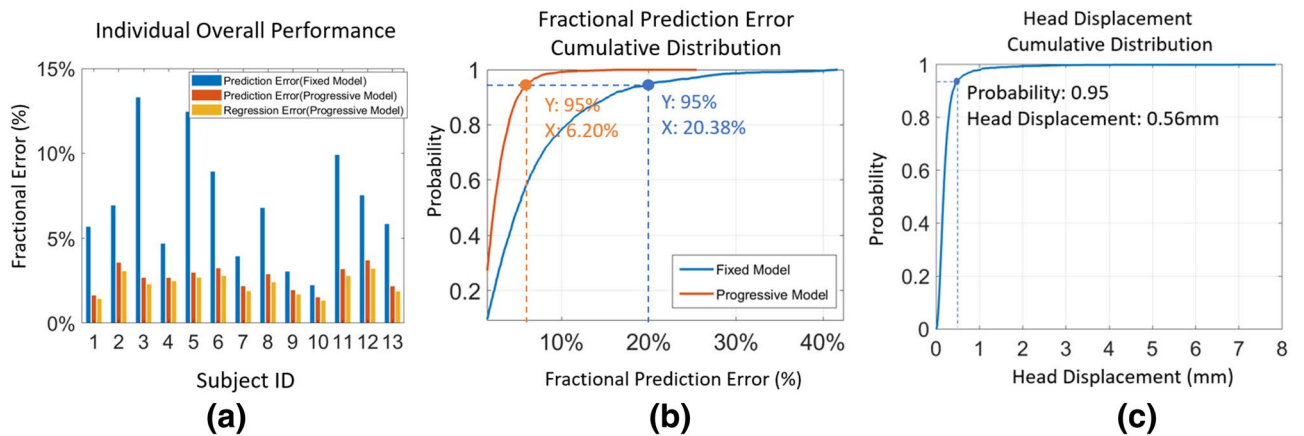 Individual Overall Performance
15%
10%
5%
0%
Fractional Error (%)
Prediction Error(Fixed Model)
Prediction Error(Progressive Model)
Regression Error(Progressive Model)
1 2 3 4 5 6 7 8 9 10 11 12 13
Subject ID
(a)
Fractional Prediction Error
Cumulative Distribution
1
0.8
0.6
0.4
0.2
Probability
Y: 95%
X: 6.20%
Y: 95%
X: 20.38%
Fixed Model
Progressive Model
10% 20% 30% 40%
Fractional Prediction Error (%)
(b)
Head Displacement
Cumulative Distribution
1
0.8
0.6
0.4
0.2
0
Probability
Probability: 0.95
Head Displacement: 0.56mm
0 1 2 3 4 5 6 7 8
Head Displacement (mm)
(c)